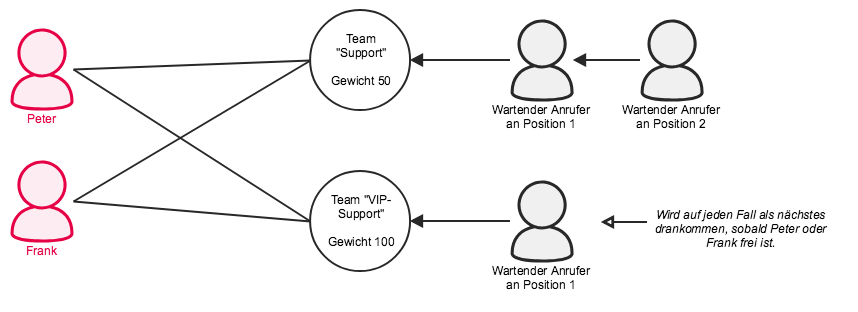 Peter
Frank
Team
"Support"
Gewicht 50
Wartender Anrufer
an Position 1
Wartender Anrufer
an Position 2
Team "VIP-
Support"
Gewicht 100
Wartender Anrufer
an Position 1
Wird auf jeden Fall als nächstes
drankommen, sobald Peter oder
Frank frei ist.